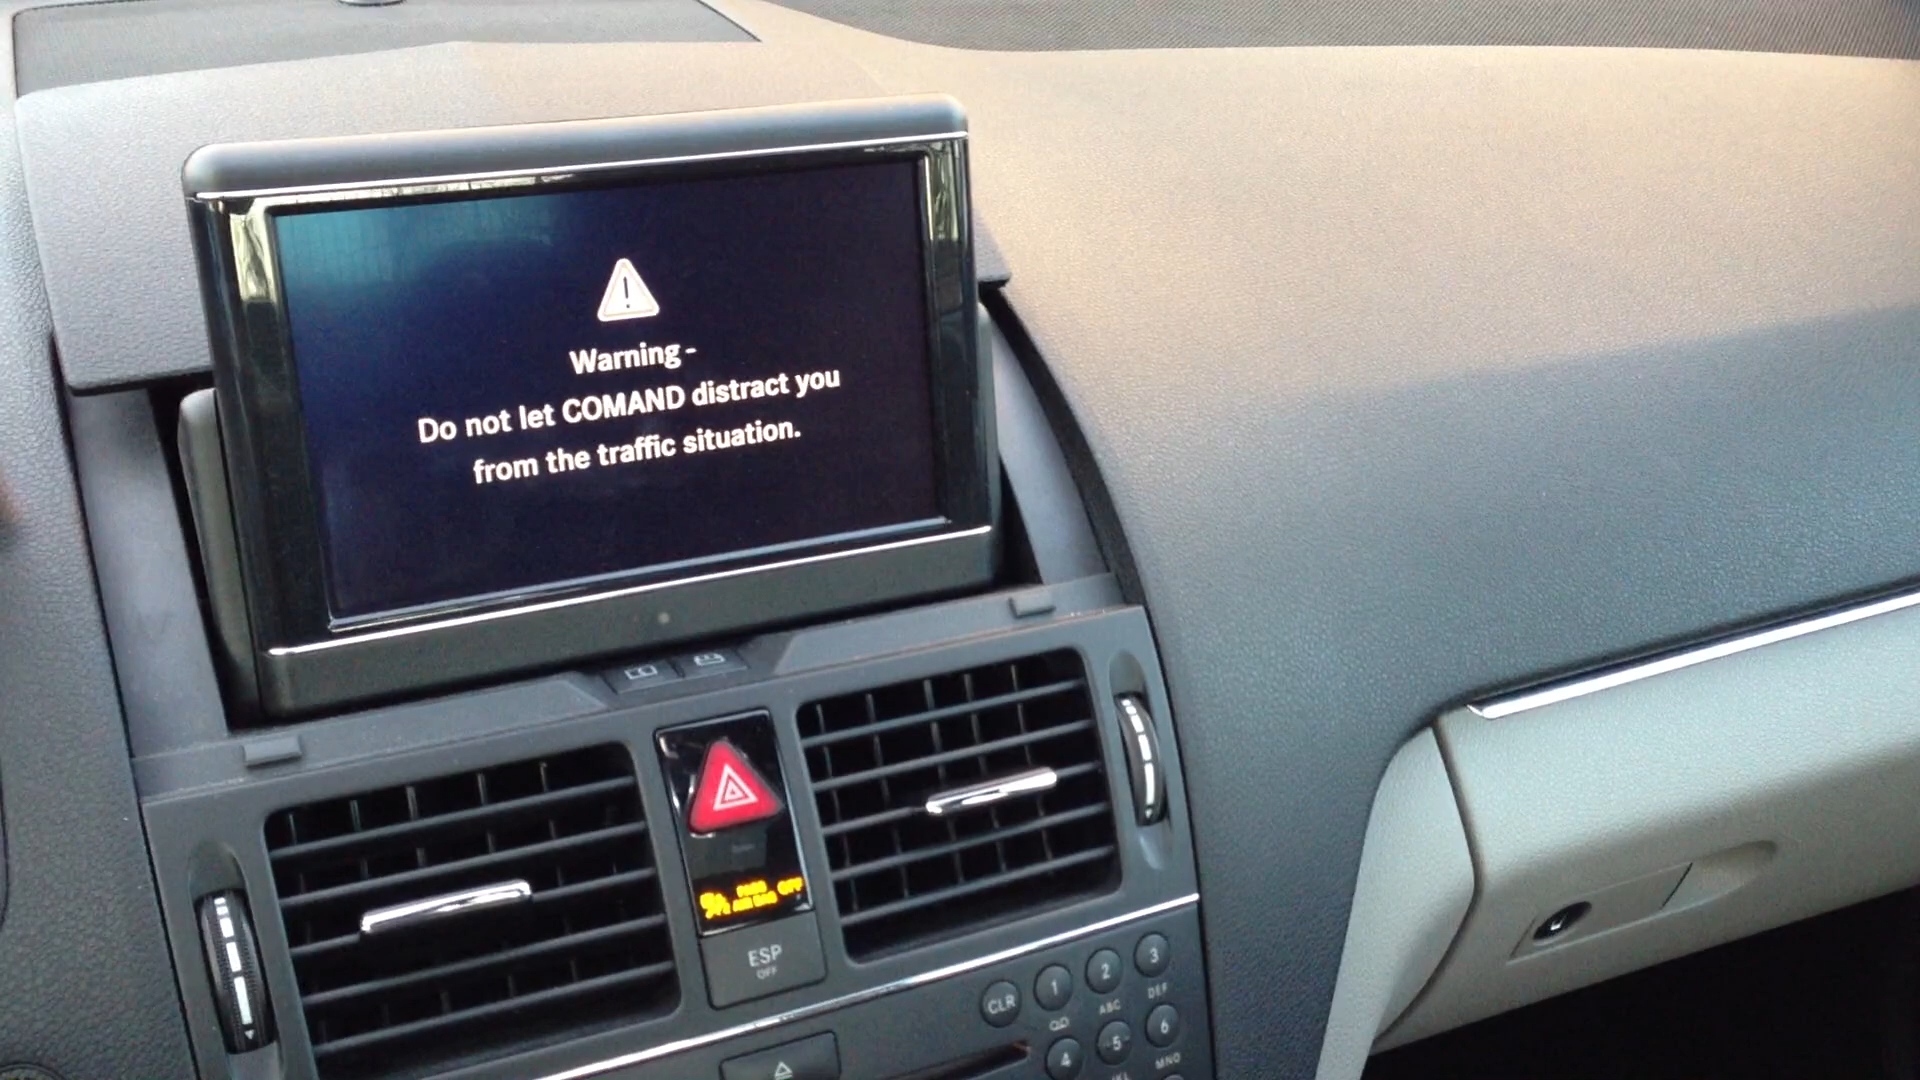 Warning -
Do not let COMAND distract you
from the traffic situation.
OFF
ESP
OFF
CLR
1
2
3
ABC
DEF
4
5
6
MNO